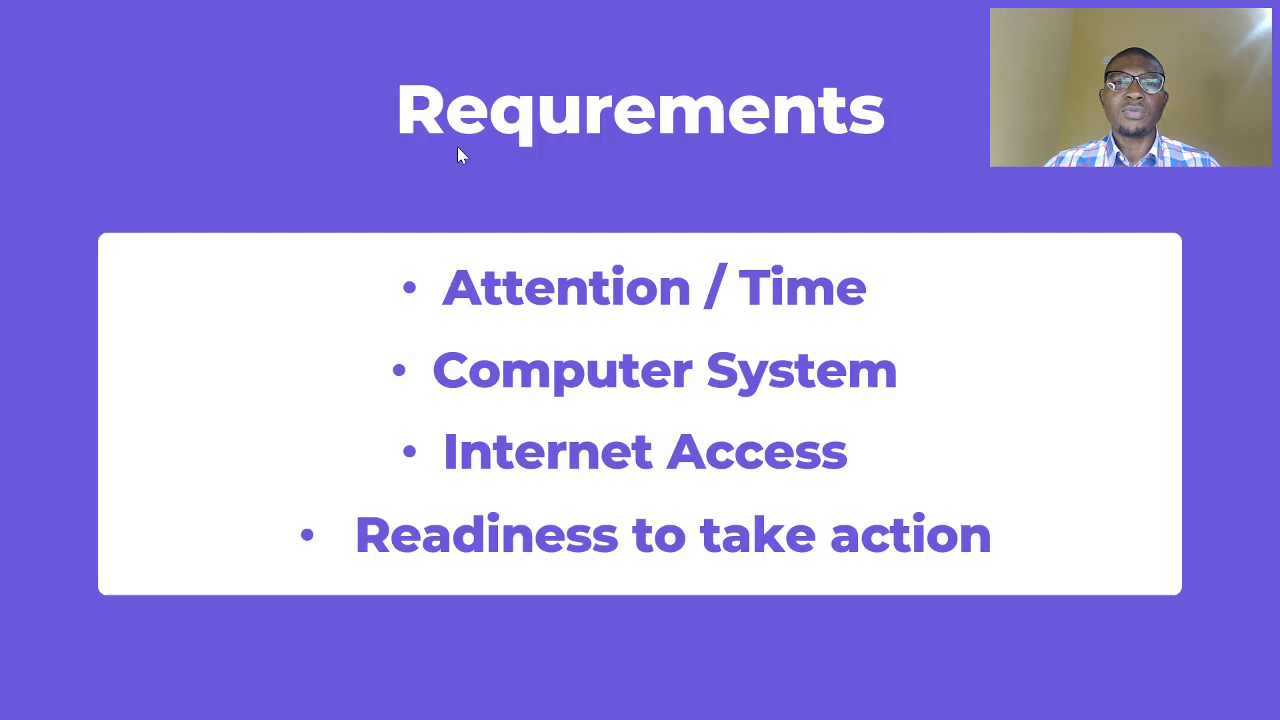 Requrements
• Attention / Time
• Computer System
• Internet Access
• Readiness to take action